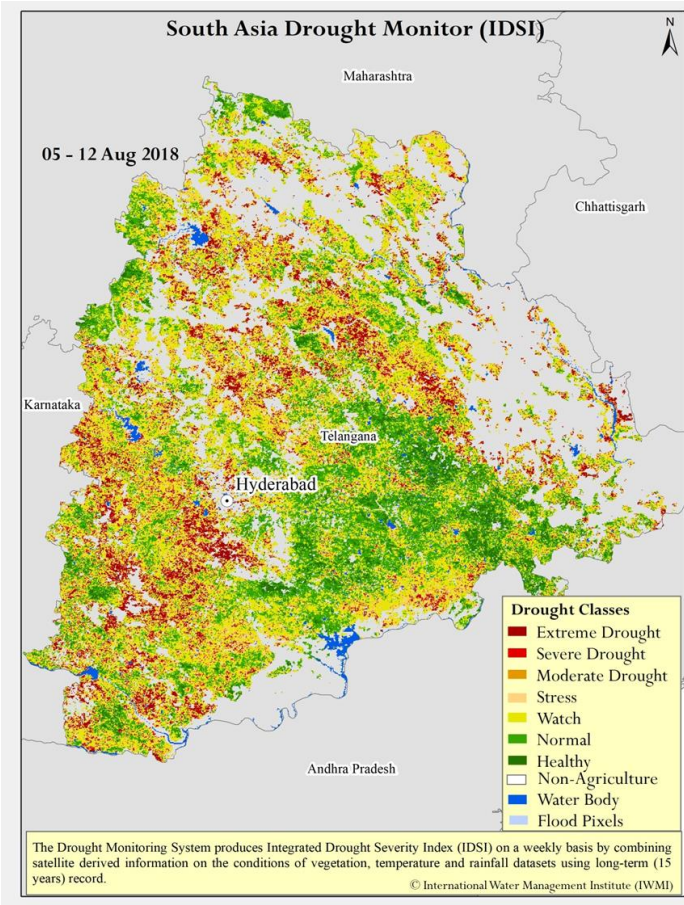 South Asia Drought Monitor (IDSI)
N
Maharashtra
05 - 12 Aug 2018
Chhattisgarh
Karnataka
Telangana
Hyderabad
Drought Classes
Extreme Drought
Severe Drought
Moderate Drought
Stress
Watch
Normal
Healthy
Non-Agriculture
Water Body
Flood Pixels
Andhra Pradesh
The Drought Monitoring System produces Integrated Drought Severity Index (IDSI) on a weekly basis by combining
satellite derived information on the conditions of vegetation, temperature and rainfall datasets using long-term (15
years) record.
© International Water Management Institute (IWMI)